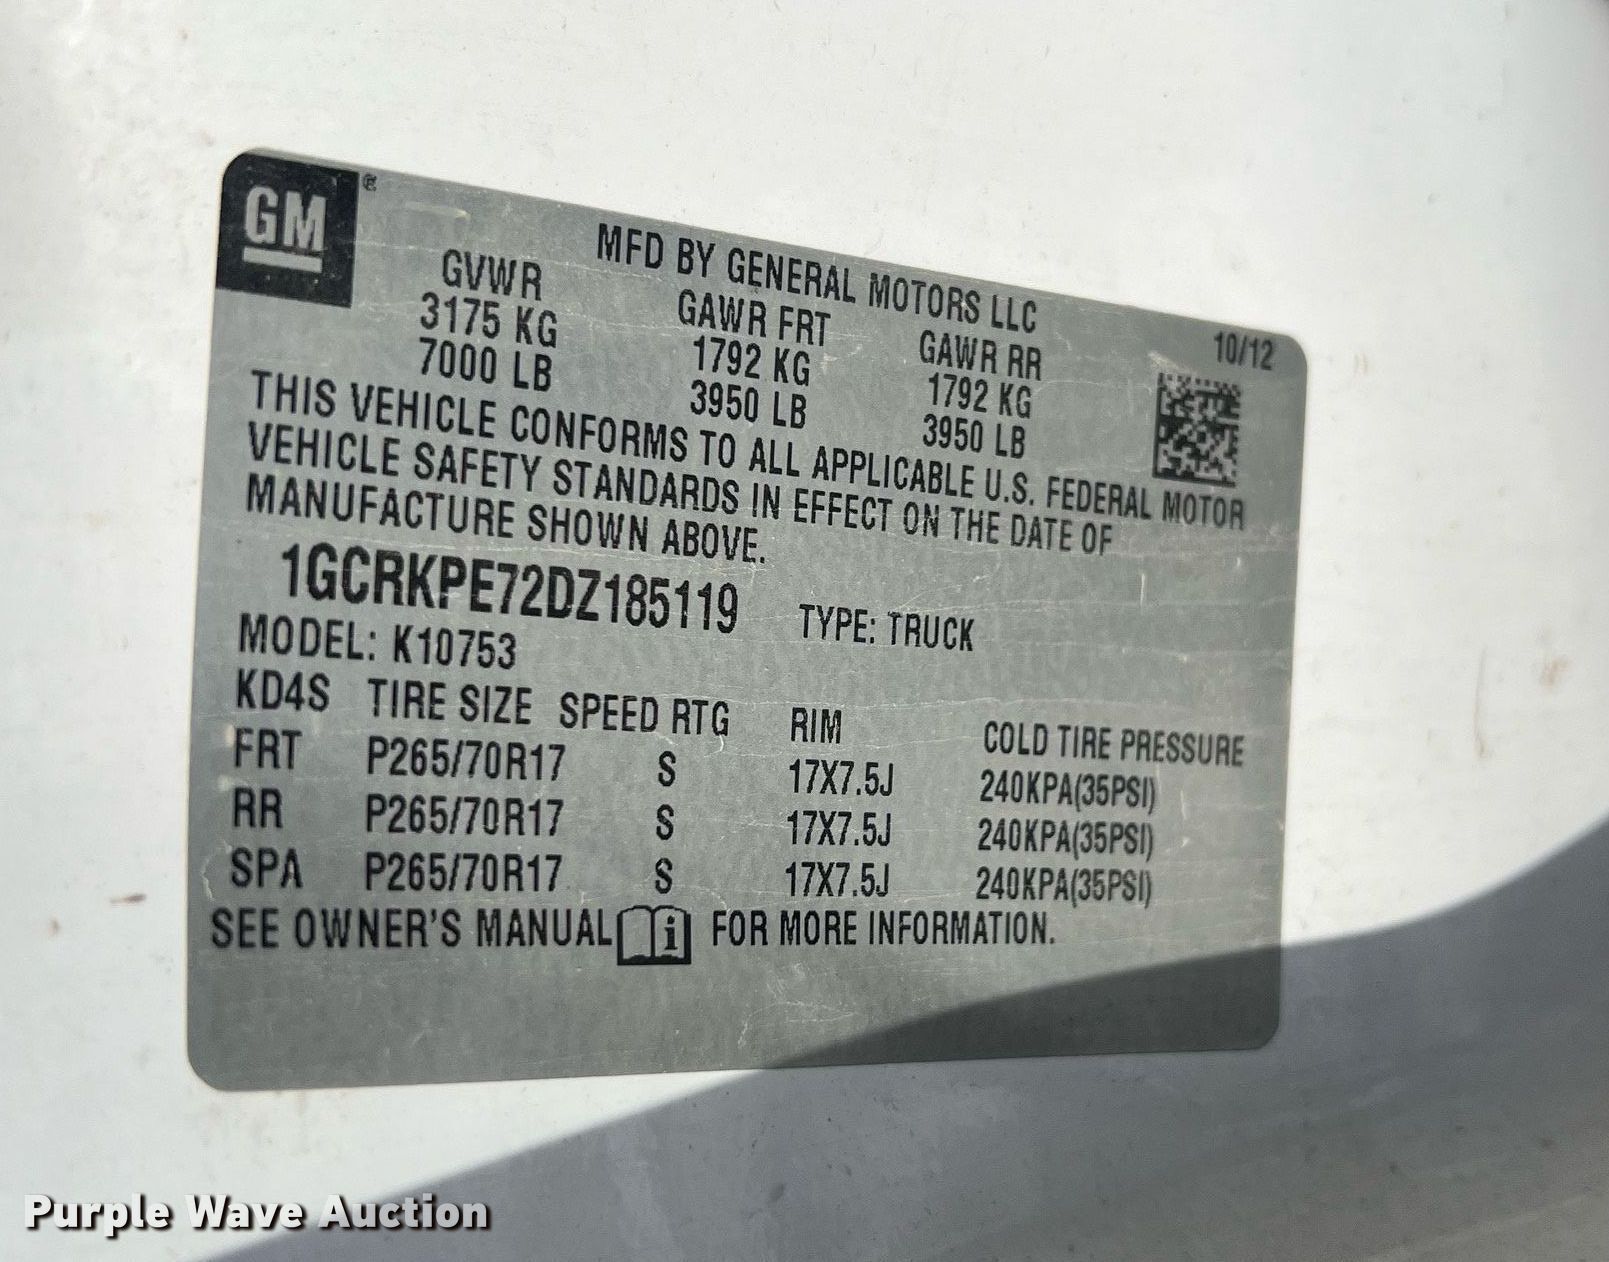 GM
MFD BY GENERAL MOTORS LLC
10/12
GVWR GAWR FRT GAWR RR
3175 KG 1792 KG 1792 KG
7000 LB 3950 LB 3950 LB
THIS VEHICLE CONFORMS TO ALL APPLICABLE U.S. FEDERAL MOTOR
VEHICLE SAFETY STANDARDS IN EFFECT ON THE DATE OF
MANUFACTURE SHOWN ABOVE.
1GCRKPE72DZ185119 TYPE: TRUCK
MODEL: K10753
KD4S TIRE SIZE SPEED RTG RIM COLD TIRE PRESSURE
FRT P265/70R17 S 17X7.5J 240KPA(35PSI)
RR P265/70R17 S 17X7.5J 240KPA(35PSI)
SPA P265/70R17 S 17X7.5J 240KPA(35PSI)
SEE OWNER'S MANUAL i FOR MORE INFORMATION.
Purple Wave Auction